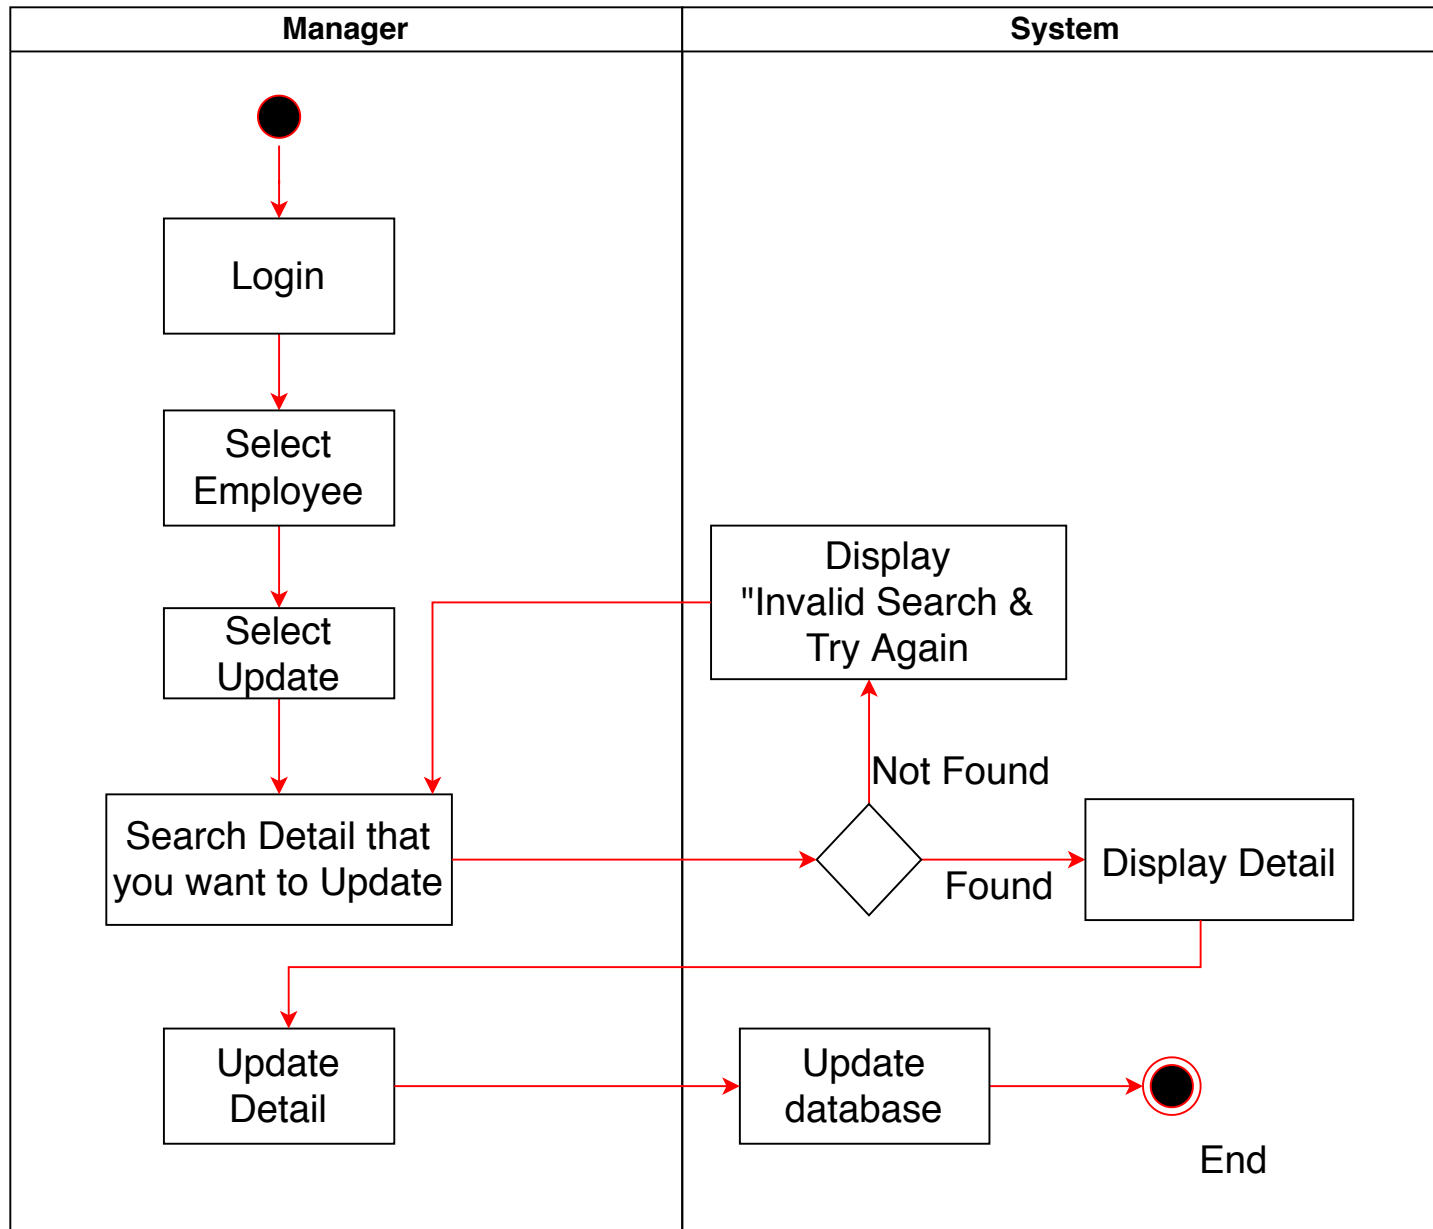 Manager
System
Login
Select
Employee
Select
Update
Display
"Invalid Search &
Try Again
Not Found
Search Detail that
you want to Update
Found
Display Detail
Update
Detail
Update
database
End